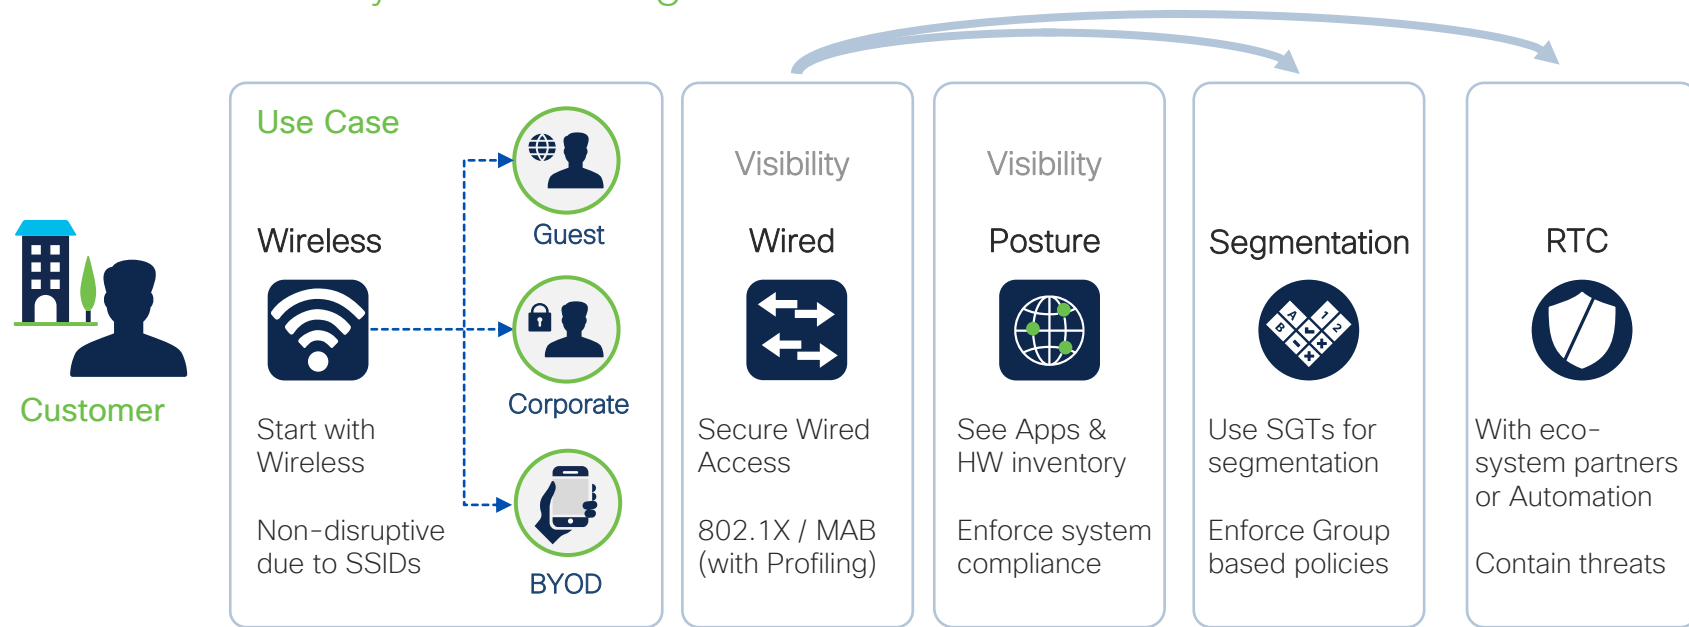 Use Case
Visibility
Visibility
Wireless
Guest
Wired
Posture
Segmentation
RTC
A
B
1
2
Customer
Corporate
Start with
Wireless
Non-disruptive
due to SSIDs
BYOD
Secure Wired
Access
802.1X / MAB
(with Profiling)
See Apps &
HW inventory
Enforce system
compliance
Use SGTs for
segmentation
Enforce Group
based policies
With eco-
system partners
or Automation
Contain threats